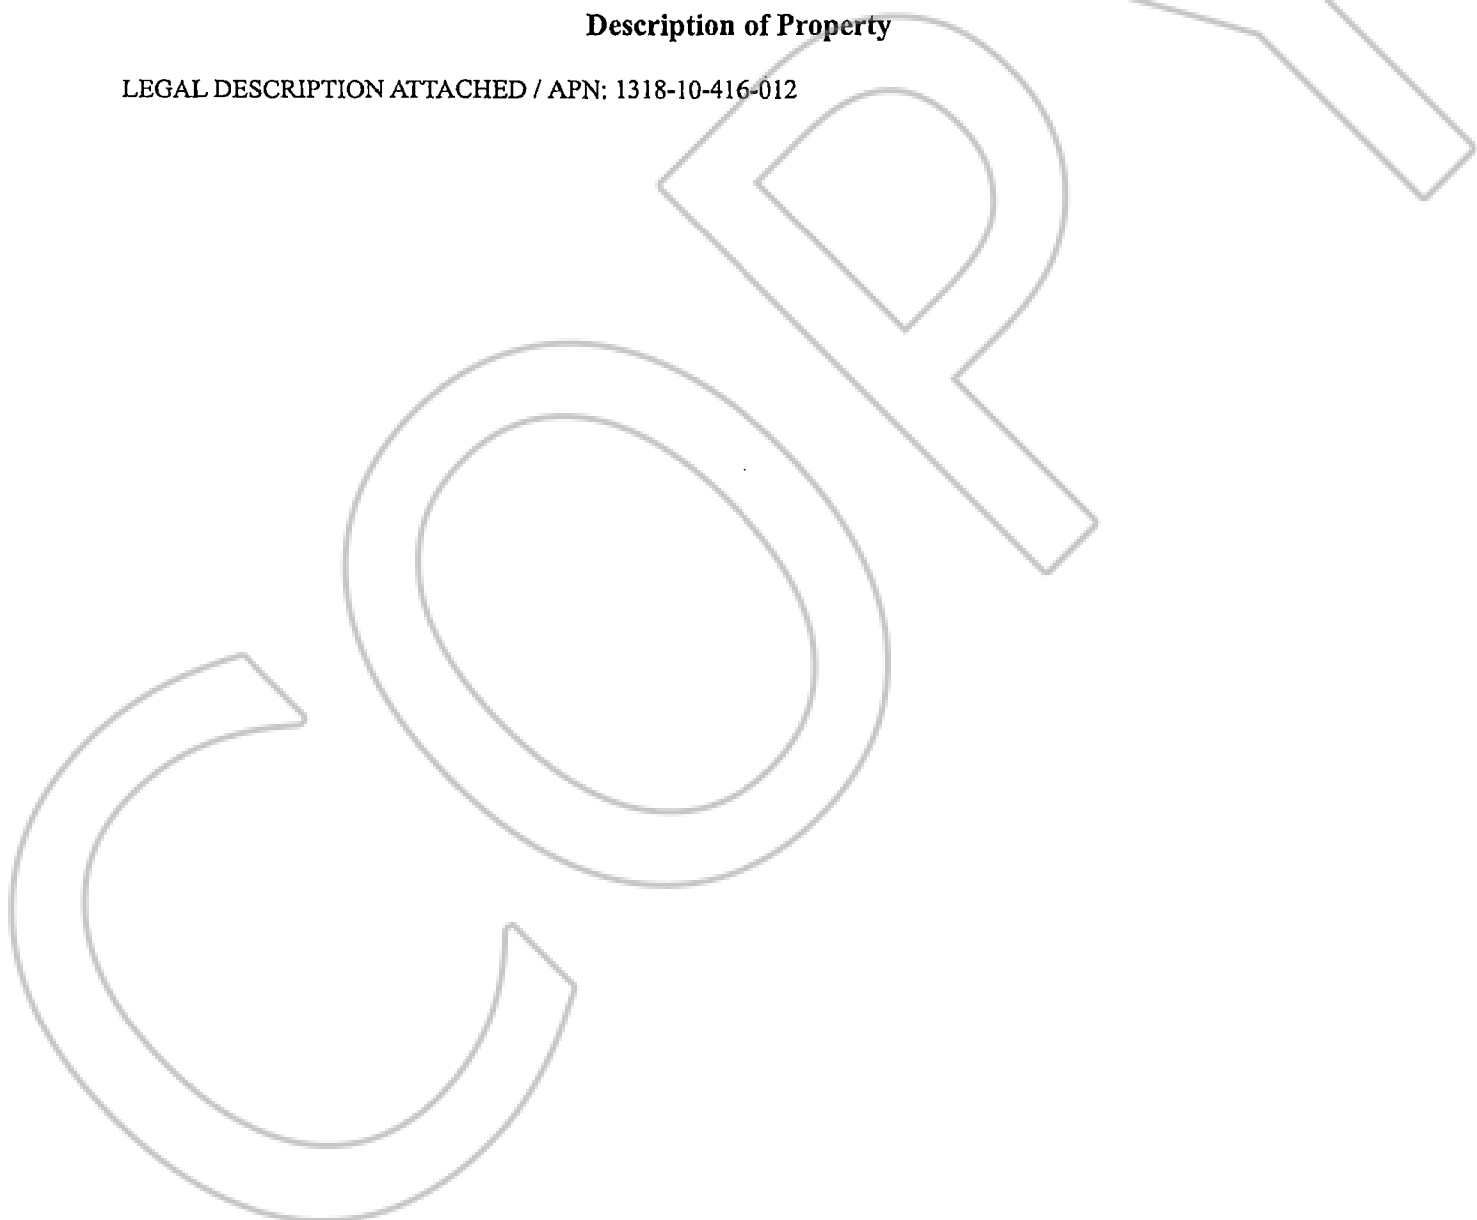 Description of Property
LEGAL DESCRIPTION ATTACHED / APN: 1318-10-416-012
COPY